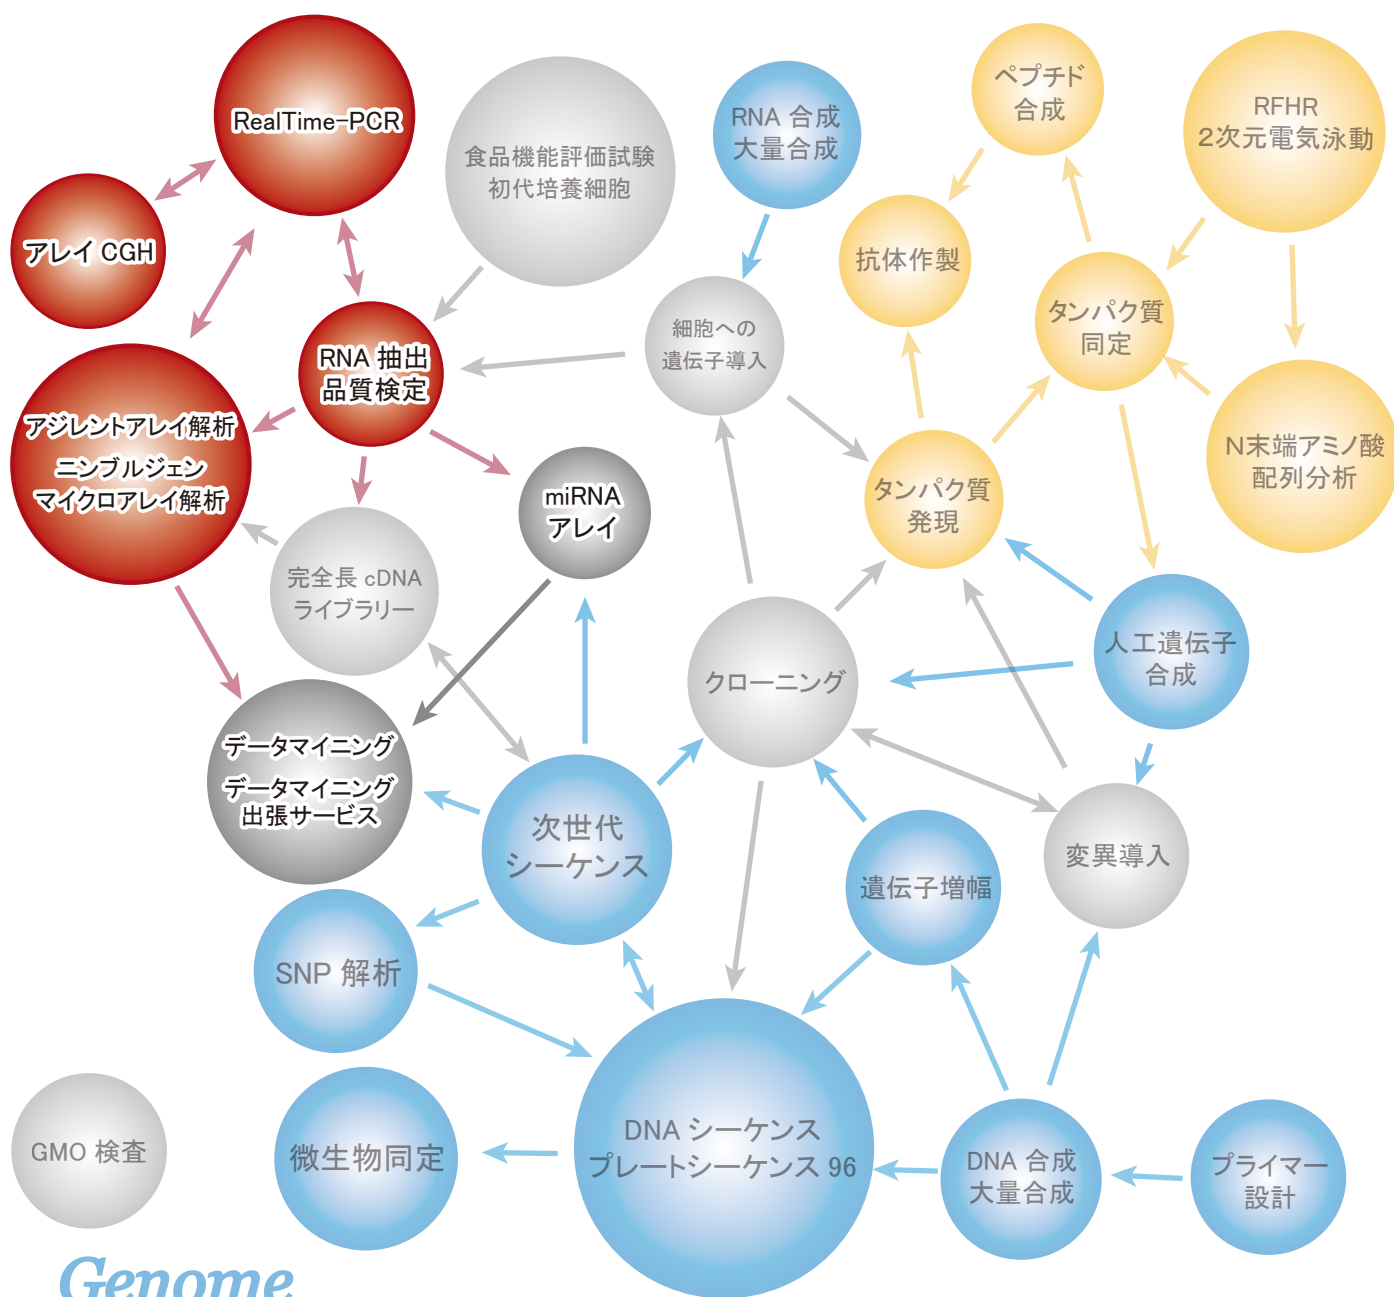 RealTime-PCR
アレイ CGH
食品機能評価試験
初代培養細胞
RNA 合成
大量合成
ペプチド
合成
RFHR
２次元電気泳動
抗体作製
タンパク質
同定
細胞への
遺伝子導入
RNA 抽出
品質検定
アジレントアレイ解析
ニンブルジェン
マイクロアレイ解析
miRNA
アレイ
タンパク質
発現
Ｎ末端アミノ酸
配列分析
完全長 cDNA
ライブラリー
クローニング
人工遺伝子
合成
データマイニング
データマイニング
出張サービス
次世代
シーケンス
遺伝子増幅
変異導入
SNP 解析
GMO 検査
微生物同定
DNA シーケンス
プレートシーケンス 96
DNA 合成
大量合成
プライマー
設計
Genome